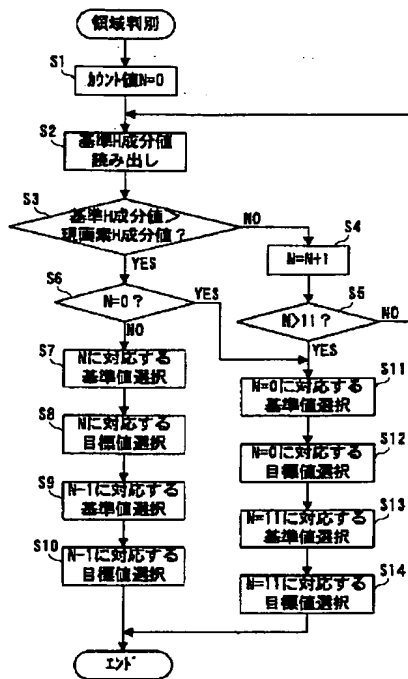 領域判別
S1
カウント値N=0
S2
基準H成分値
読み出し
S3
基準H成分値>
現画素H成分値?
NO
YES
S4
N=N+1
S5
N>11?
NO
YES
S6
N=0?
YES
NO
S7
Nに対応する
基準値選択
S8
Nに対応する
目標値選択
S9
N-1に対応する
基準値選択
S10
N-1に対応する
目標値選択
S11
N=0に対応する
基準値選択
S12
N=0に対応する
目標値選択
S13
N=11に対応する
基準値選択
S14
N=11に対応する
目標値選択
エンド